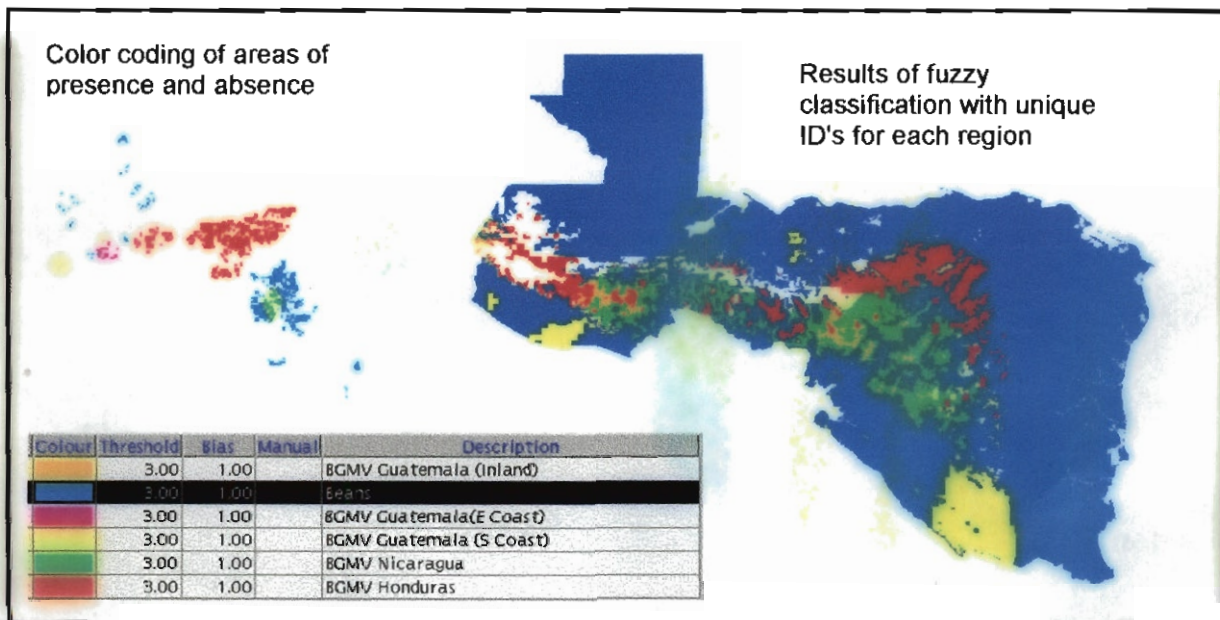 Color coding of areas of
presence and absence
Results of fuzzy
classification with unique
ID's for each region
Colour Threshold Bias Manual Description
3.00 1.00 BGMV Guatemala (Inland)
3.00 1.00 Beans
3.00 1.00 BGMV Guatemala(E Coast)
3.00 1.00 BGMV Guatemala (S Coast)
3.00 1.00 BGMV Nicaragua
3.00 1.00 BGMV Honduras